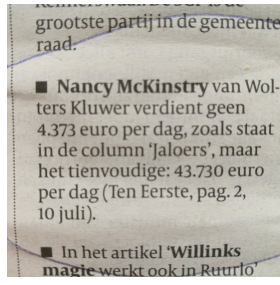 grootste partij in de gemeente
raad.
■ Nancy McKinstry van Wol-
ters Kluwer verdient geen
4.373 euro per dag, zoals staat
in de column ‘Jaloers’, maar
het tienvoudige: 43.730 euro
per dag (Ten Eerste, pag. 2,
10 juli).
■ In het artikel ‘Willinks
magie werkt ook in Ruurlo’